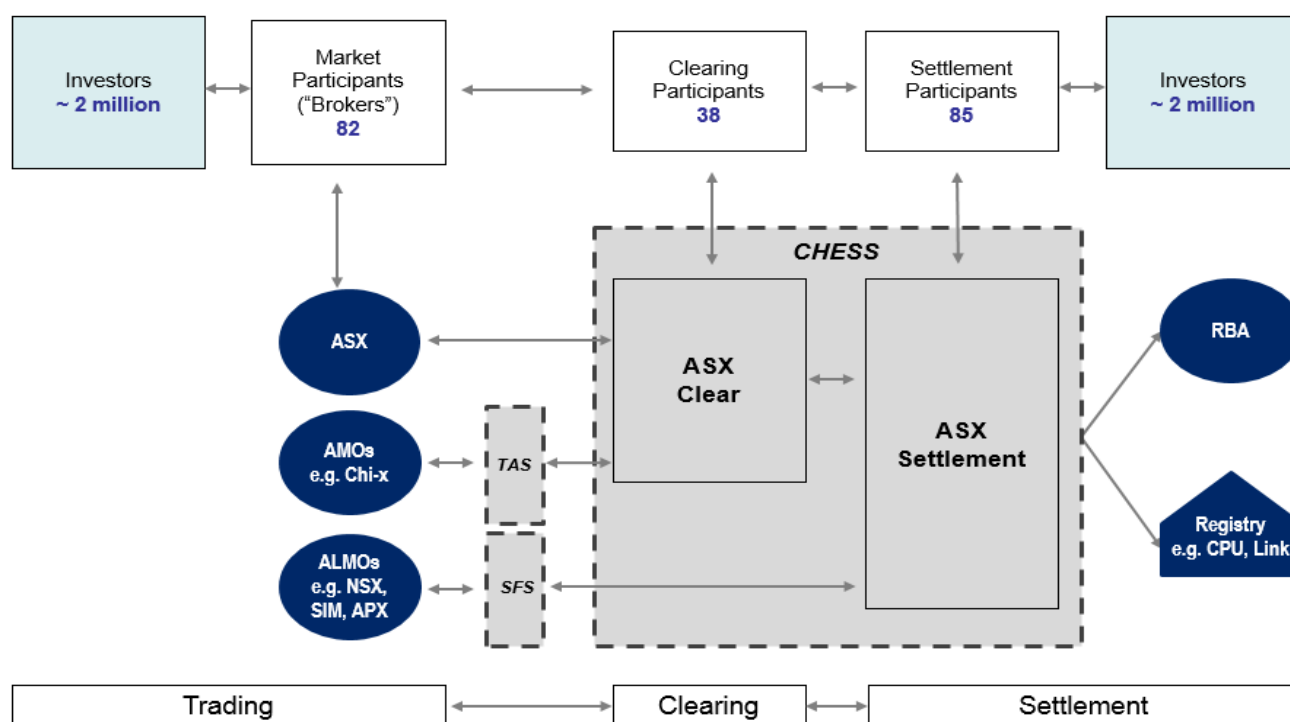 Investors
~ 2 million
Market
Participants
(“Brokers”)
82
Clearing
Participants
38
Settlement
Participants
85
Investors
~ 2 million
CHESS
ASX
ASX
Clear
ASX
Settlement
RBA
AMOs
e.g. Chi-x
TAS
ALMOs
e.g. NSX,
SIM, APX
SFS
Registry
e.g. CPU, Link
Trading
Clearing
Settlement